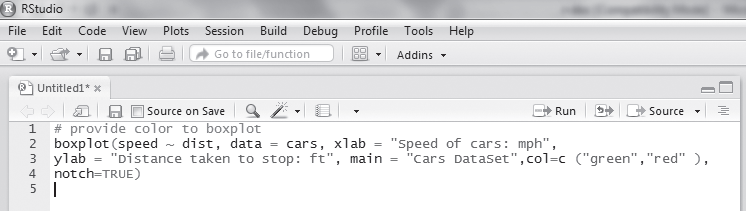 RStudio
File Edit Code View Plots Session Build Debug Profile Tools Help
Go to file/function Addins
Untitled1*
Source on Save Run Source
1 # provide color to boxplot
2 boxplot(speed ~ dist, data = cars, xlab = "Speed of cars: mph",
3 ylab = "Distance taken to stop: ft", main = "Cars DataSet",col=c ("green","red" ),
4 notch=TRUE)
5